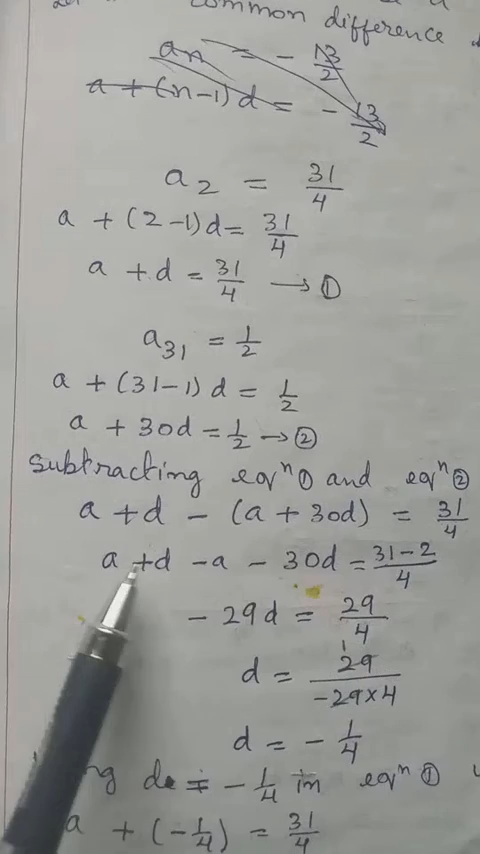 common difference
an = - 13/2
a + (n-1)d = - 13/2
a2 = 31/4
a + (2-1)d = 31/4
a + d = 31/4 → ①
a31 = 1/2
a + (31-1)d = 1/2
a + 30d = 1/2 → ②
Subtracting eqn ① and eqn ②
a + d - (a + 30d) = 31/4
a + d - a - 30d = 31-2/4
- 29d = 29/4
d = 29/-29×4
d = - 1/4
d = - 1/4 in eqn ①
a + (-1/4) = 31/4